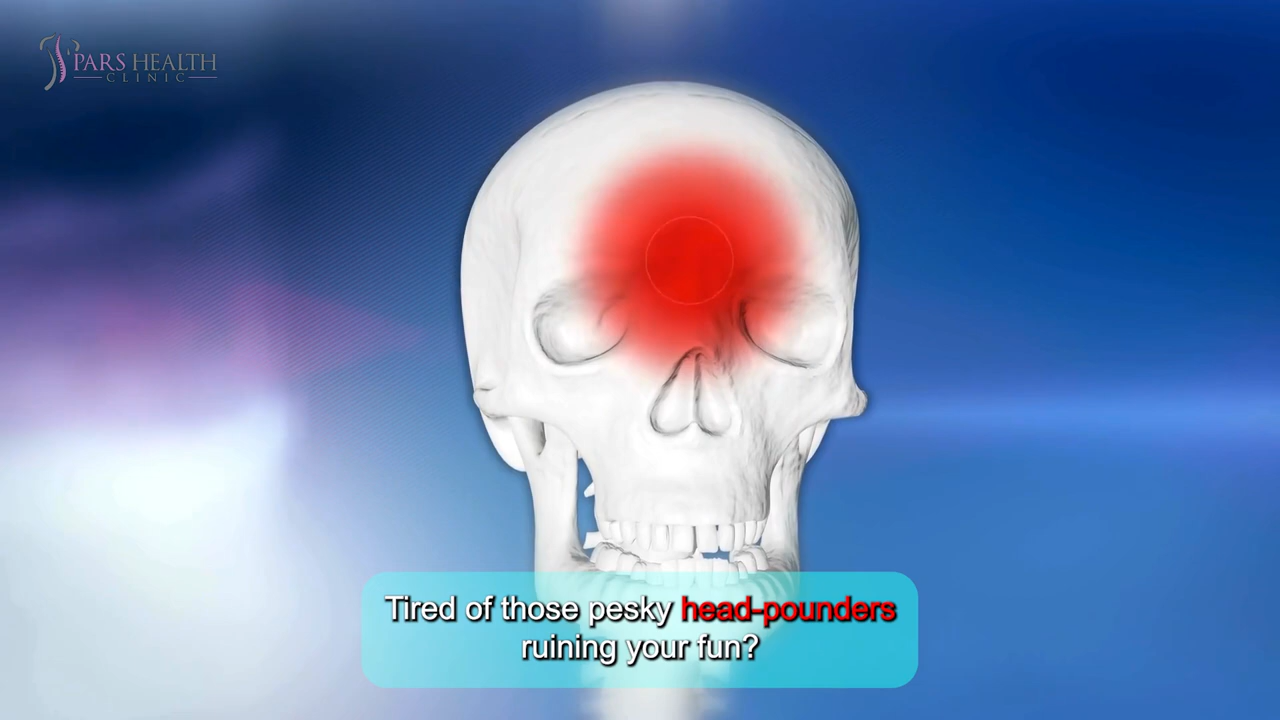 PARS HEALTH
CLINIC
Tired of those pesky head-pounders
ruining your fun?